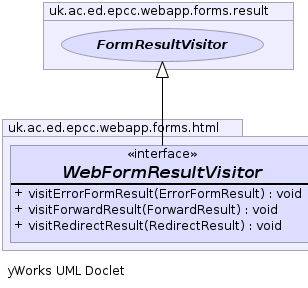 uk.ac.ed.epcc.webapp.forms.result
FormResultVisitor
uk.ac.ed.epcc.webapp.forms.html
«interface»
WebFormResultVisitor
+ visitErrorFormResult(ErrorFormResult) : void
+ visitForwardResult(ForwardResult) : void
+ visitRedirectResult(RedirectResult) : void
yWorks UML Doclet